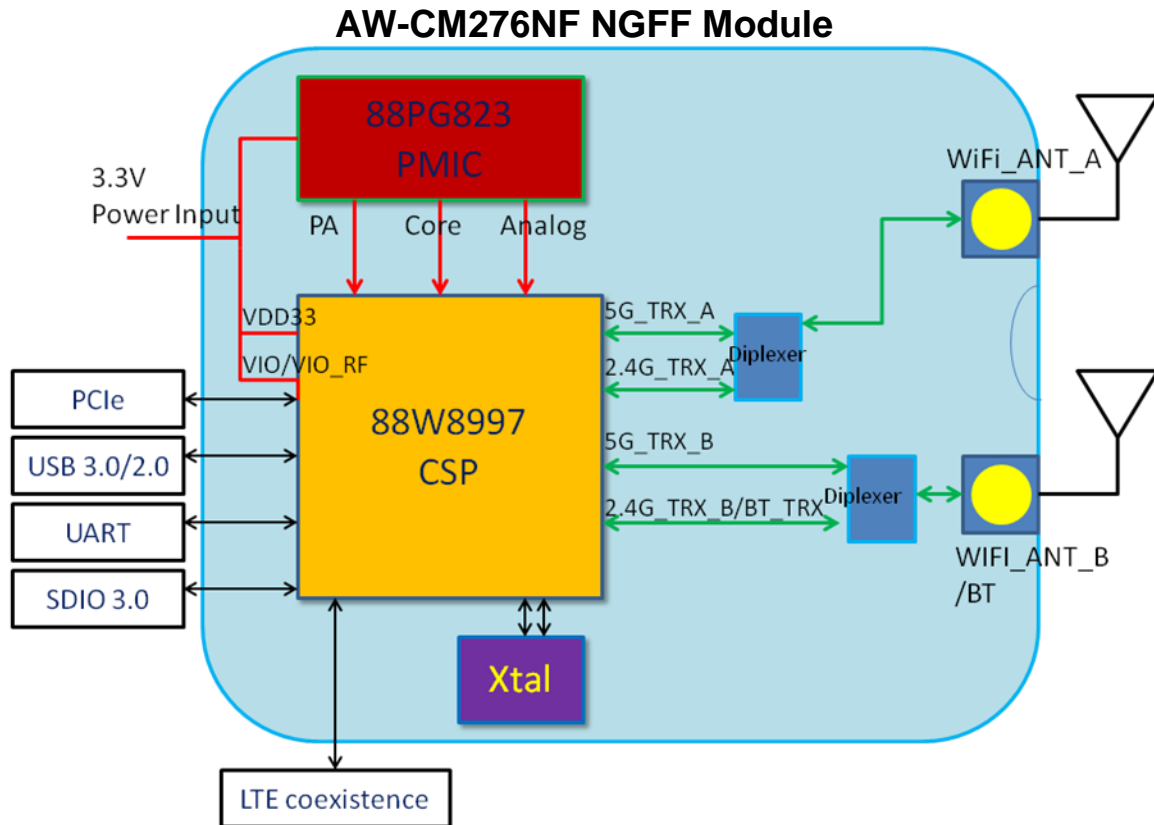 AW-CM276NF NGFF Module
88PG823
PMIC
3.3V
Power Input
PA
Core
Analog
WiFi_ANT_A
VDD33
VIO/VIO_RF
5G_TRX_A
Diplexer
2.4G_TRX_A
PCIe
USB 3.0/2.0
UART
SDIO 3.0
88W8997
CSP
5G_TRX_B
Diplexer
2.4G_TRX_B/BT_TRX
WIFI_ANT_B
/BT
Xtal
LTE coexistence